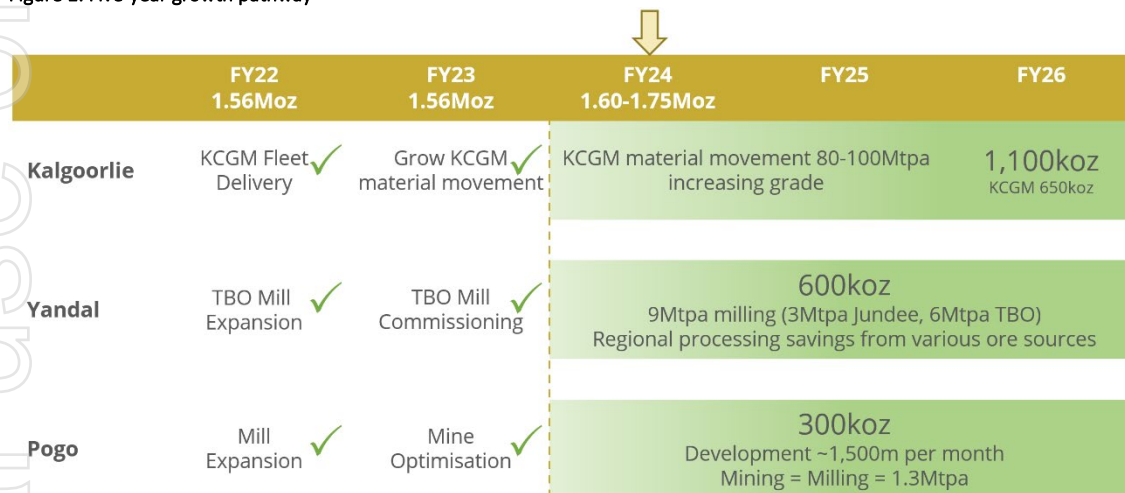 FY22 FY23 FY24 FY25 FY26
1.56Moz 1.56Moz 1.60-1.75Moz
Kalgoorlie
KCGM Fleet
Delivery
Grow KCGM
material movement
KCGM material movement 80-100Mtpa
increasing grade
1,100koz
KCGM 650koz
Yandal
TBO Mill
Expansion
TBO Mill
Commissioning
600koz
9Mtpa milling (3Mtpa Jundee, 6Mtpa TBO)
Regional processing savings from various ore sources
Pogo
Mill
Expansion
Mine
Optimisation
300koz
Development ~1,500m per month
Mining = Milling = 1.3Mtpa